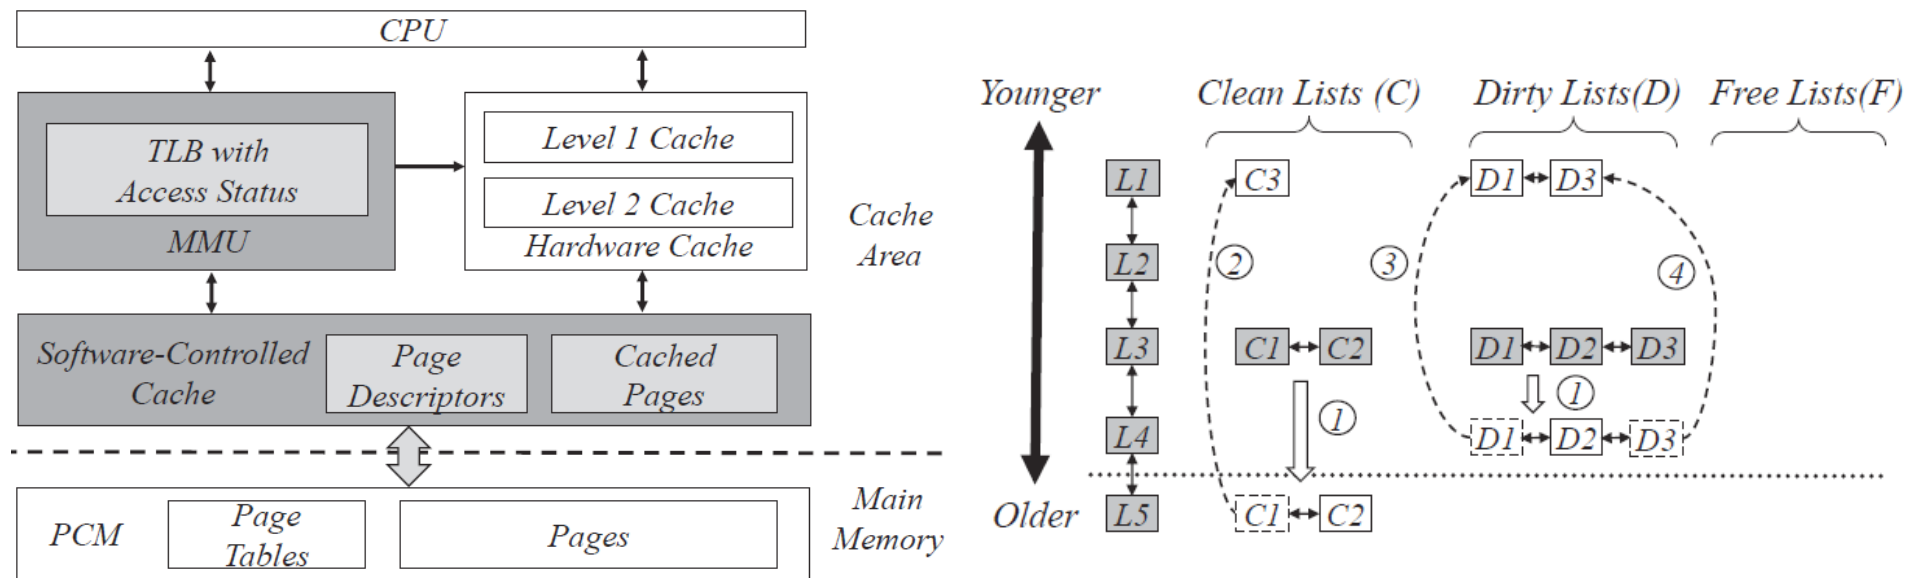 CPU
TLB with
Access Status
MMU
Level 1 Cache
Level 2 Cache
Hardware Cache
Cache
Area
Software-Controlled
Cache
Page
Descriptors
Cached
Pages
PCM
Page
Tables
Pages
Main
Memory
Younger
Clean Lists (C)
Dirty Lists(D)
Free Lists(F)
L1
C3
D1
D3
L2
2
3
4
L3
C1
C2
D1
D2
D3
1
1
L4
D1
D2
D3
Older
L5
C1
C2